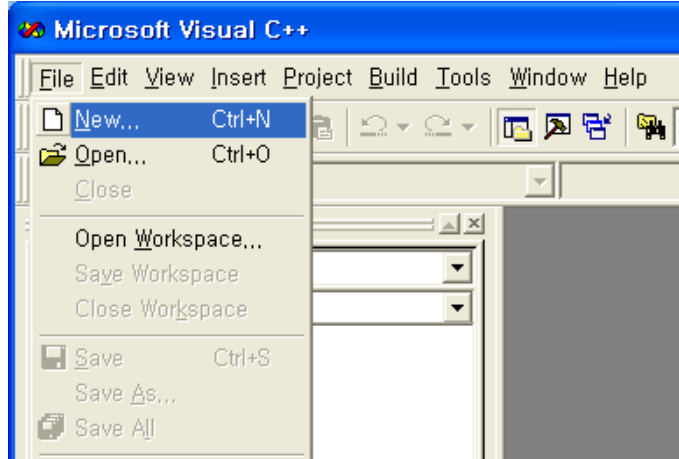 Microsoft Visual C++
File Edit View Insert Project Build Tools Window Help
New... Ctrl+N
Open... Ctrl+O
Close
Open Workspace...
Save Workspace
Close Workspace
Save Ctrl+S
Save As...
Save All